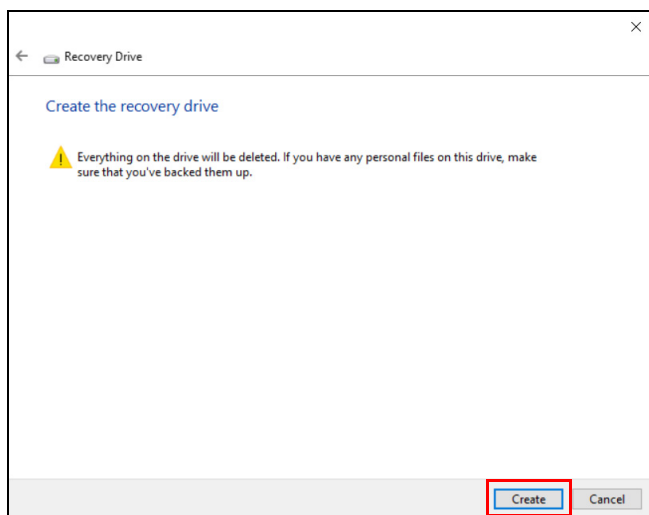 Recovery Drive
Create the recovery drive
Everything on the drive will be deleted. If you have any personal files on this drive, make
sure that you've backed them up.
Create Cancel